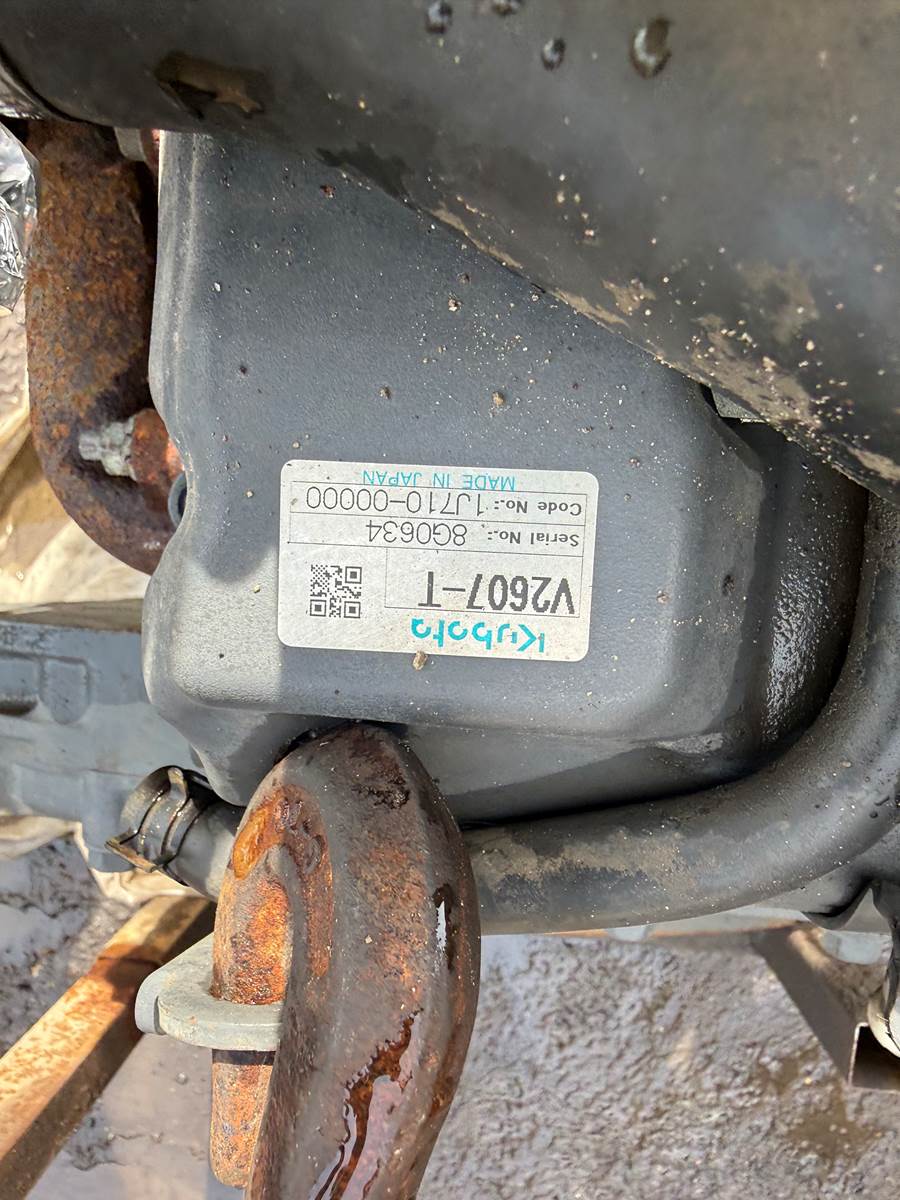 Kubota
V2607-T
Serial No.: 8G0634
Code No.: 1J710-00000
MADE IN JAPAN